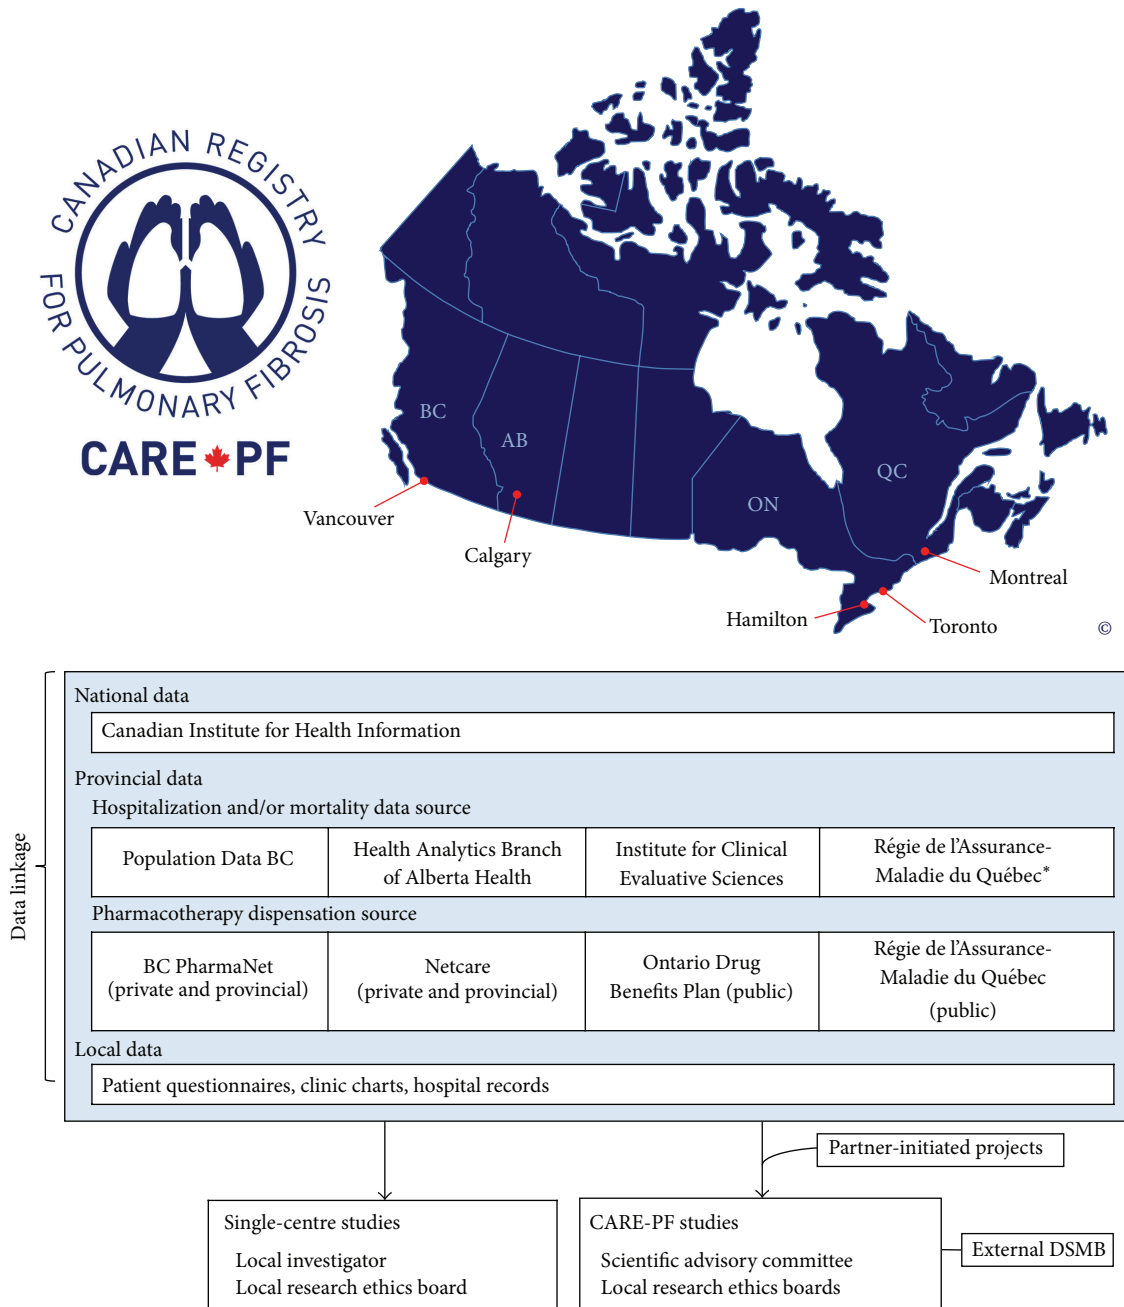 CANADIAN REGISTRY
FOR PULMONARY FIBROSIS
CARE PF
BC
AB
ON
QC
Vancouver
Calgary
Montreal
Hamilton
Toronto
©
Data linkage
National data
Canadian Institute for Health Information
Provincial data
Hospitalization and/or mortality data source
Population Data BC
Health Analytics Branch
of Alberta Health
Institute for Clinical
Evaluative Sciences
Régie de l’Assurance-
Maladie du Québec*
Pharmacotherapy dispensation source
BC PharmaNet
(private and provincial)
Netcare
(private and provincial)
Ontario Drug
Benefits Plan (public)
Régie de l’Assurance-
Maladie du Québec
(public)
Local data
Patient questionnaires, clinic charts, hospital records
Partner-initiated projects
Single-centre studies
Local investigator
Local research ethics board
CARE-PF studies
Scientific advisory committee
Local research ethics boards
External DSMB